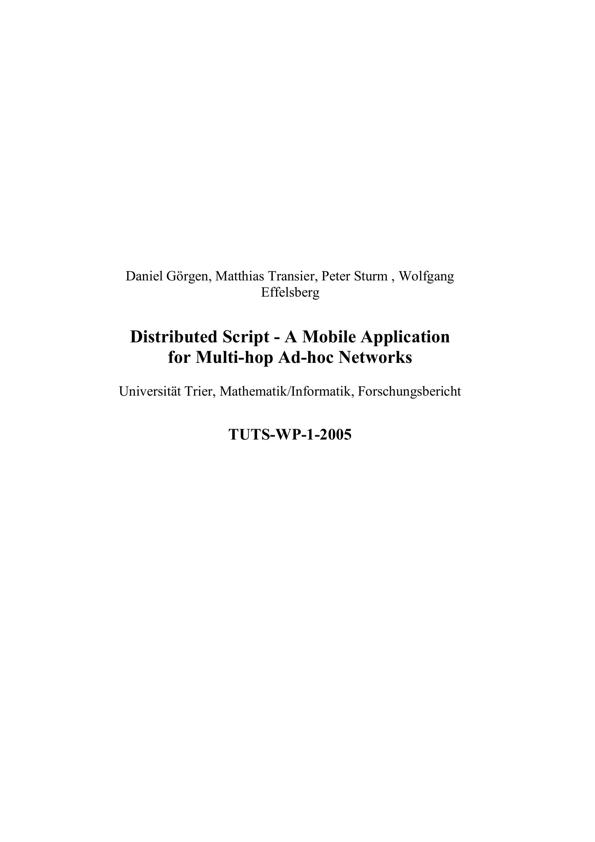 Daniel Görgen, Matthias Transier, Peter Sturm , Wolfgang
Effelsberg
Distributed Script - A Mobile Application
for Multi-hop Ad-hoc Networks
Universität Trier, Mathematik/Informatik, Forschungsbericht
TUTS-WP-1-2005